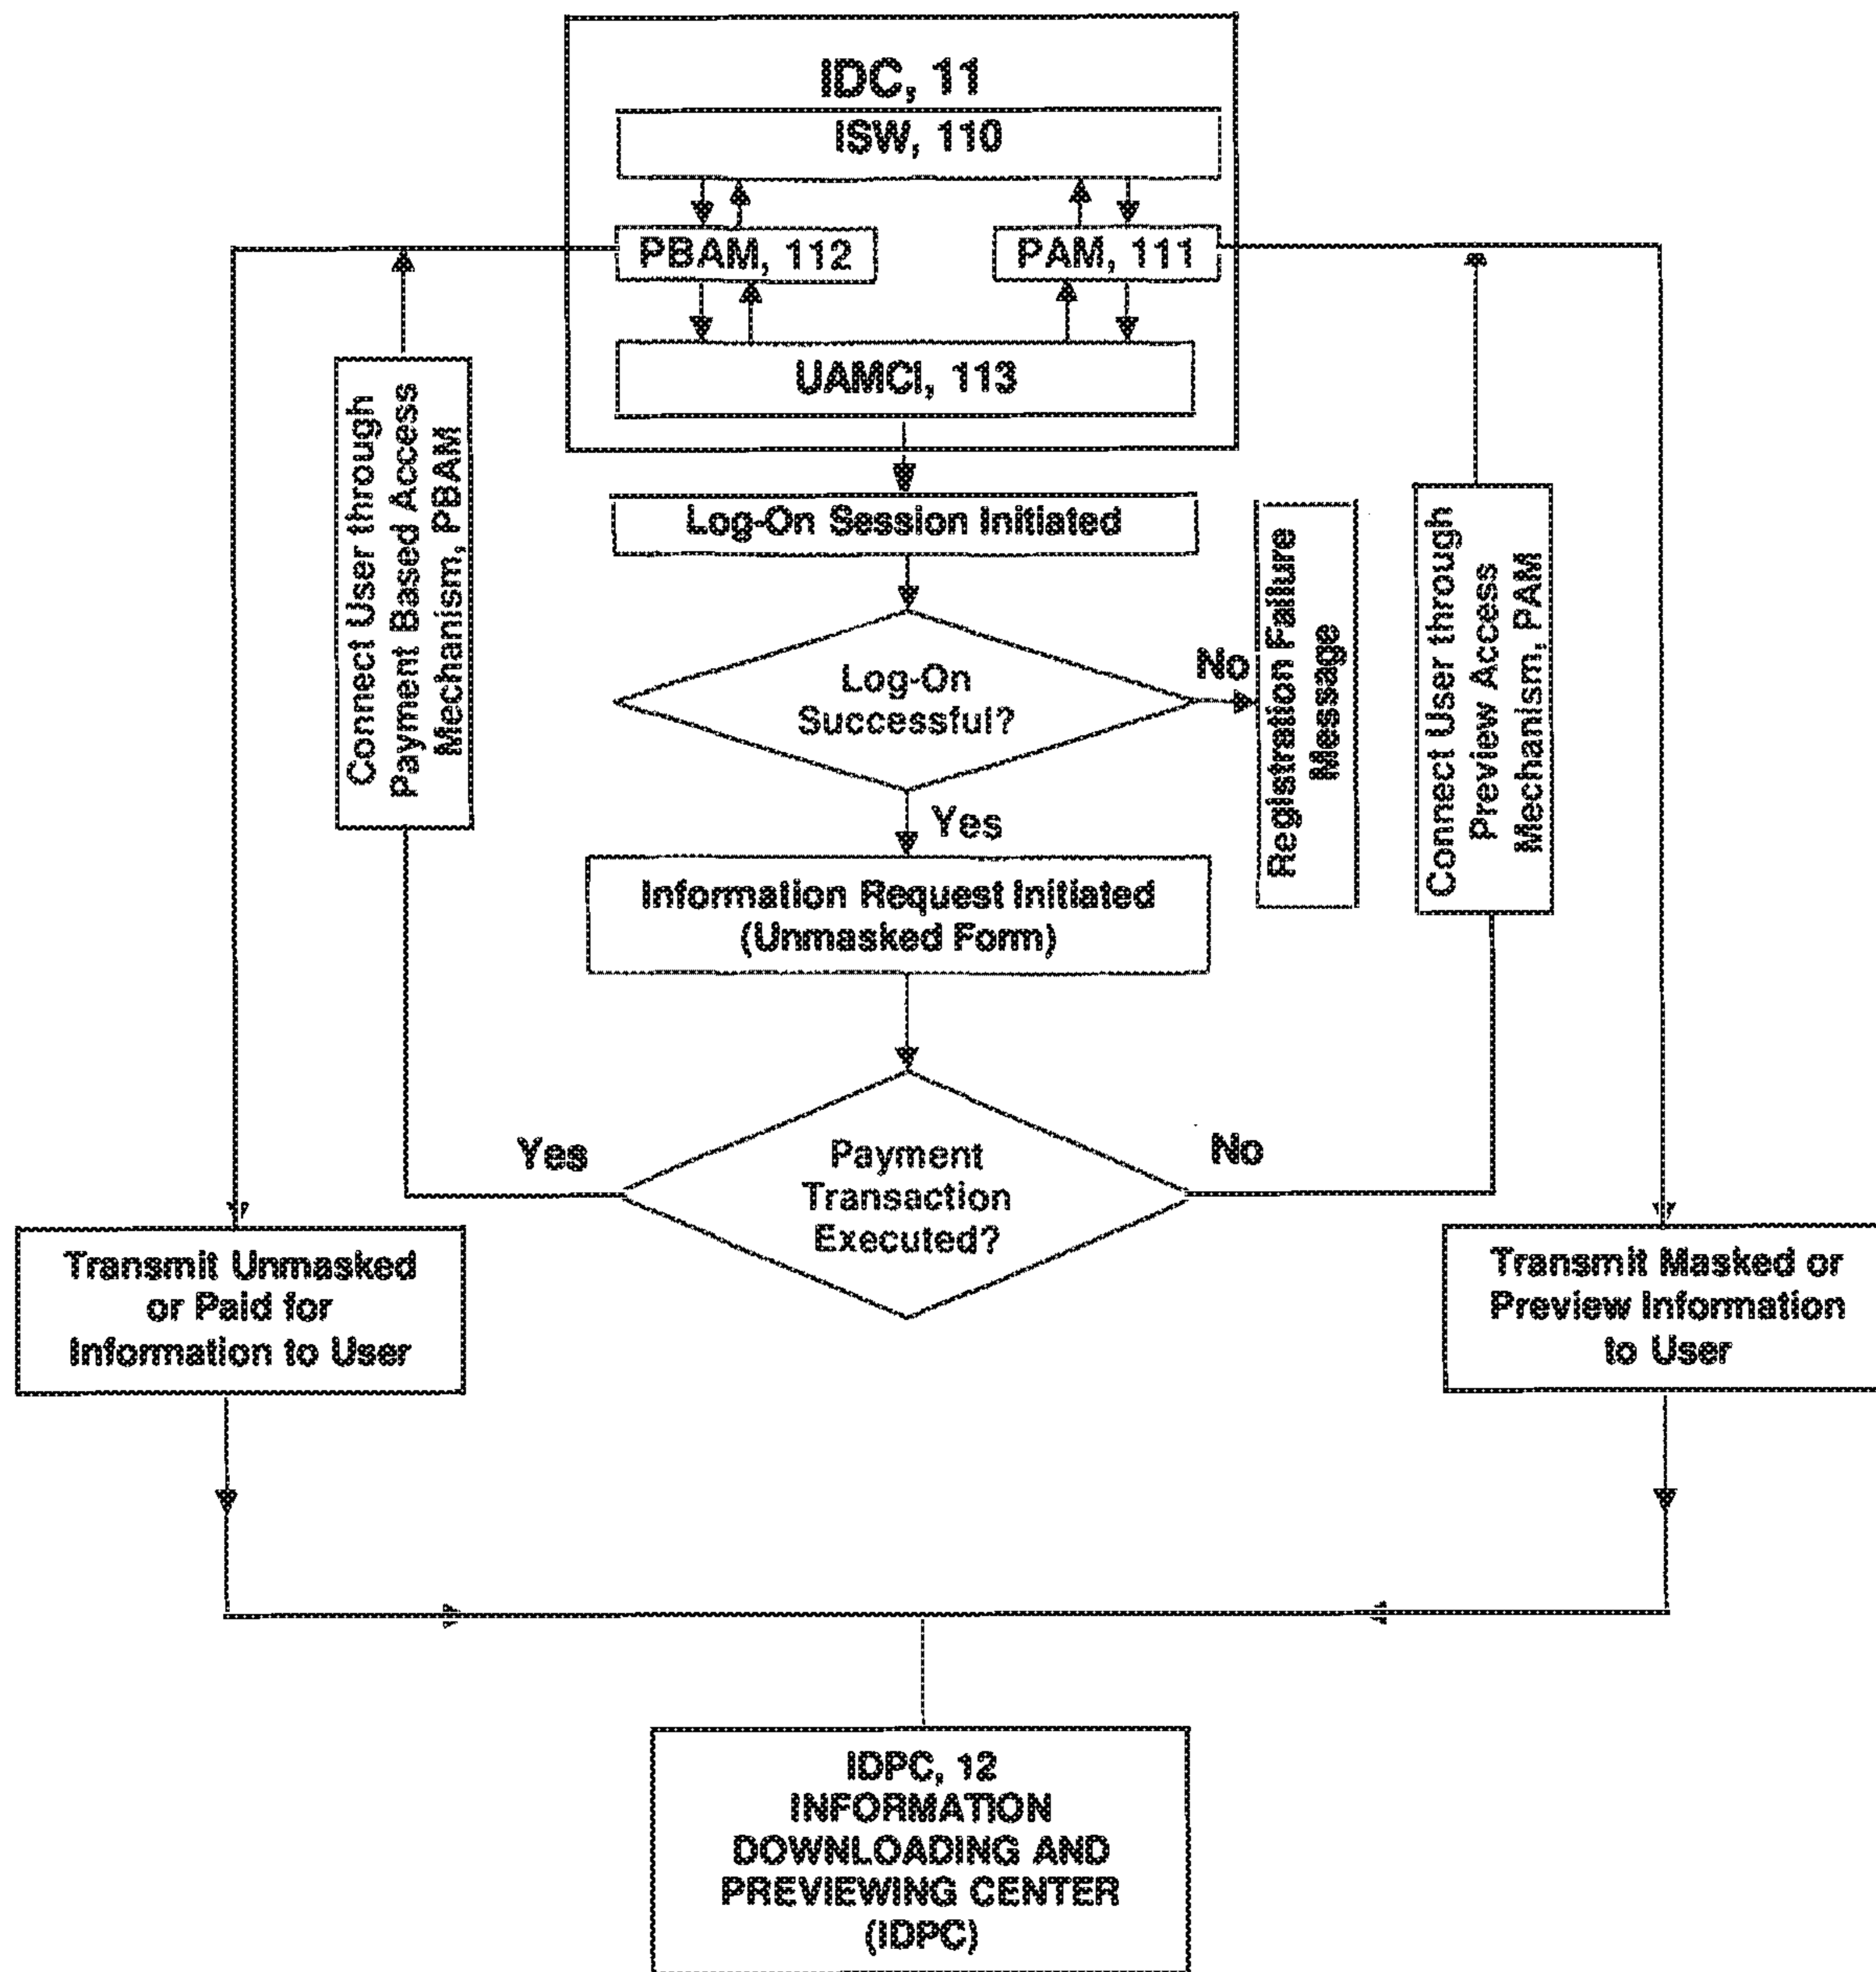 IDC, 11
ISW, 110
PBAM, 112
PAM, 111
UAMCI, 113
Connect User through
Payment Based Access
Mechanism, PBAM
Log-On Session Initiated
Log-On
Successful?
No
Registration Failure
Message
Connect User through
Preview Access
Mechanism, PAM
Yes
Information Request Initiated
(Unmasked Form)
Yes
Payment
Transaction
Executed?
No
Transmit Unmasked
or Paid for
Information to User
Transmit Masked or
Preview Information
to User
IDPC, 12
INFORMATION
DOWNLOADING AND
PREVIEWING CENTER
(IDPC)